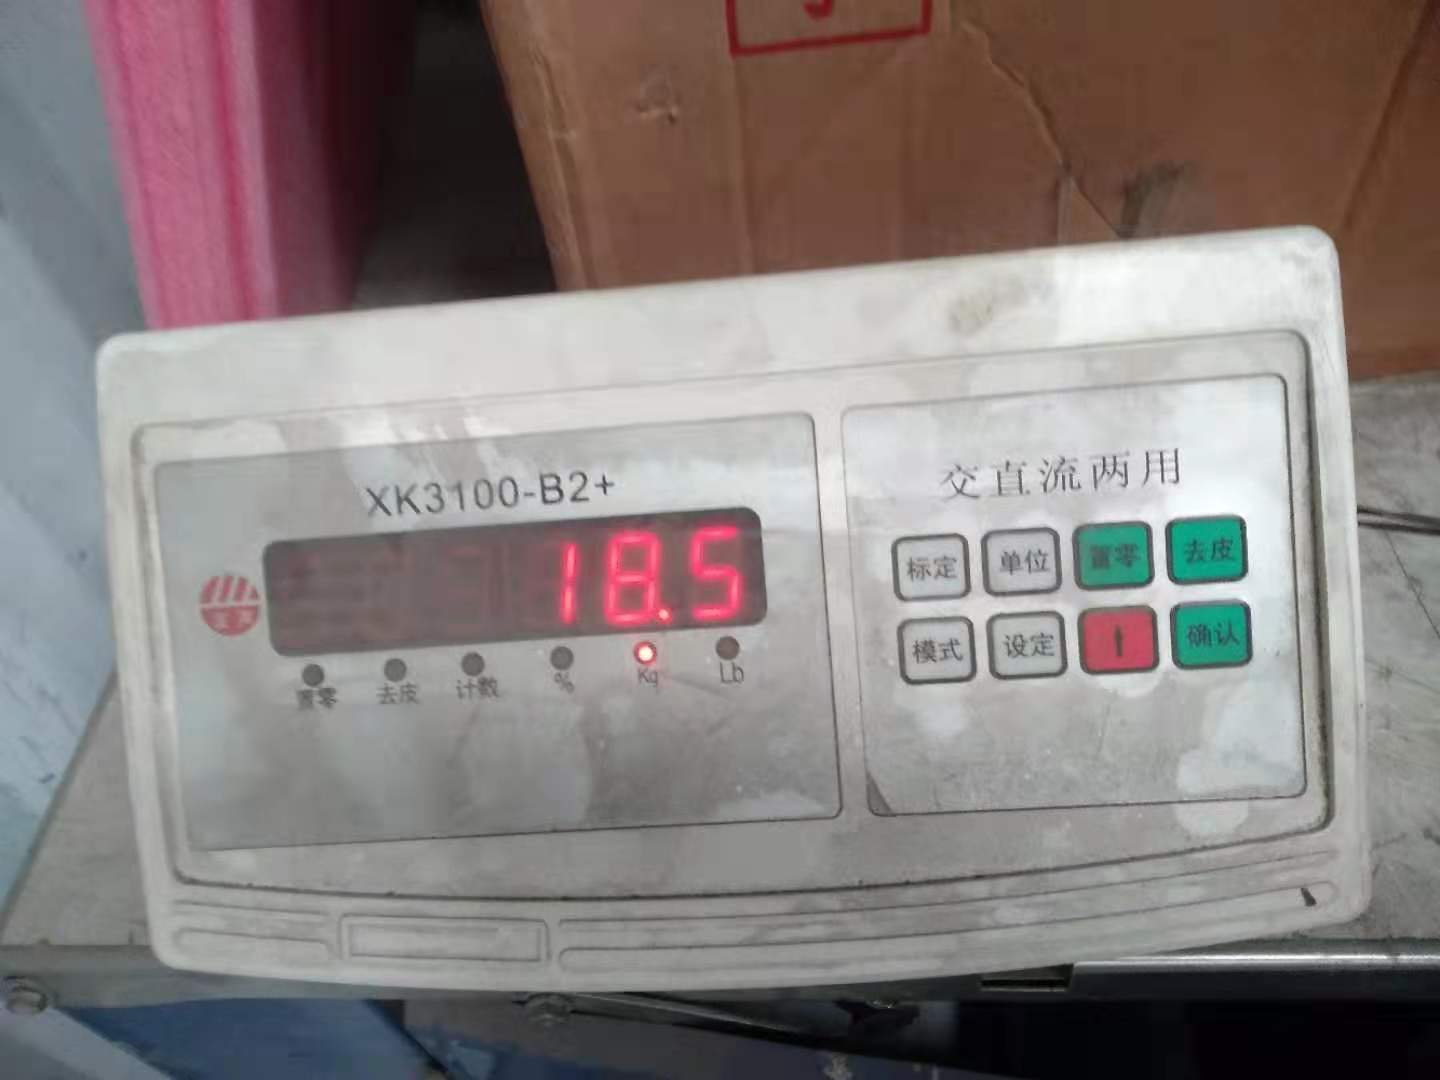 XK3100-B2+
18.5
置零 去皮 计数 % Kg Lb
交直流两用
标定 单位 置零 去皮
模式 设定 确认